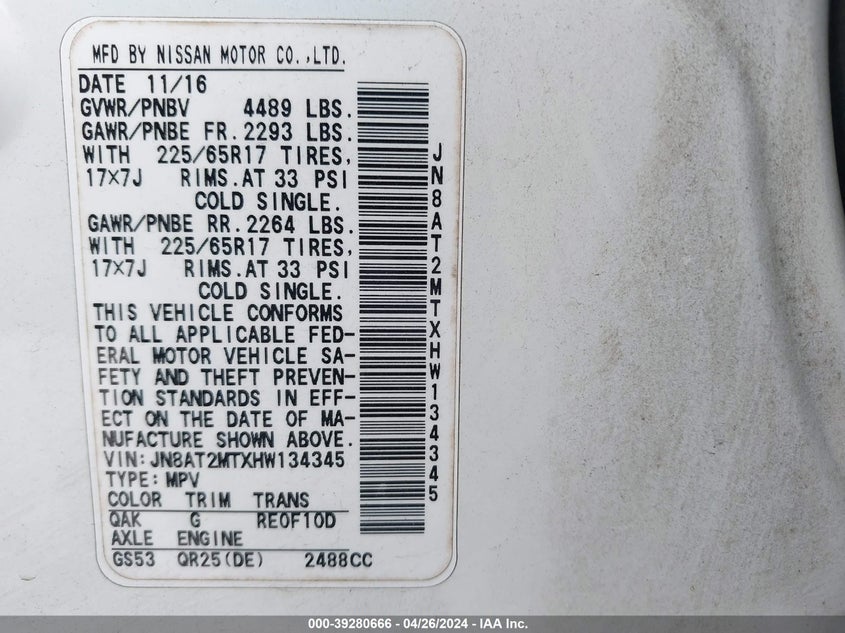 MFD BY NISSAN MOTOR CO.,LTD.
DATE 11/16
GVWR/PNBV 4489 LBS.
GAWR/PNBE FR.2293 LBS.
WITH 225/65R17 TIRES,
17×7J RIMS.AT 33 PSI
COLD SINGLE.
GAWR/PNBE RR.2264 LBS.
WITH 225/65R17 TIRES,
17×7J RIMS.AT 33 PSI
COLD SINGLE.
THIS VEHICLE CONFORMS
TO ALL APPLICABLE FED-
ERAL MOTOR VEHICLE SA-
FETY AND THEFT PREVEN-
TION STANDARDS IN EFF-
ECT ON THE DATE OF MA-
NUFACTURE SHOWN ABOVE.
VIN:JN8AT2MTXHW134345
TYPE:MPV
COLOR TRIM TRANS
QAK G RE0F10D
AXLE ENGINE
GS53 QR25(DE) 2488CC
JN8AT2MTXHW134345
000-39280666 - 04/26/2024 - IAA Inc.